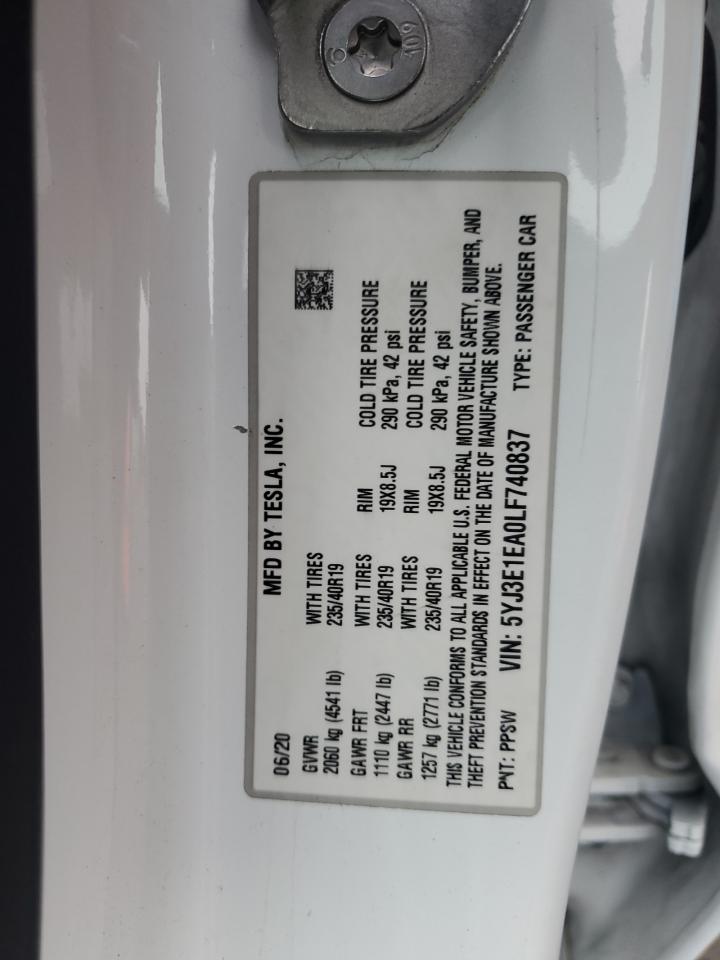 6 109
06/20 MFD BY TESLA, INC.
GVWR WITH TIRES
2060 kg (4541 lb) 235/40R19
GAWR FRT WITH TIRES RIM COLD TIRE PRESSURE
1110 kg (2447 lb) 235/40R19 19X8.5J 290 kPa, 42 psi
GAWR RR WITH TIRES RIM COLD TIRE PRESSURE
1257 kg (2771 lb) 235/40R19 19X8.5J 290 kPa, 42 psi
THIS VEHICLE CONFORMS TO ALL APPLICABLE U.S. FEDERAL MOTOR VEHICLE SAFETY, BUMPER, AND
THEFT PREVENTION STANDARDS IN EFFECT ON THE DATE OF MANUFACTURE SHOWN ABOVE.
PNT: PPSW VIN: 5YJ3E1EA0LF740837 TYPE: PASSENGER CAR